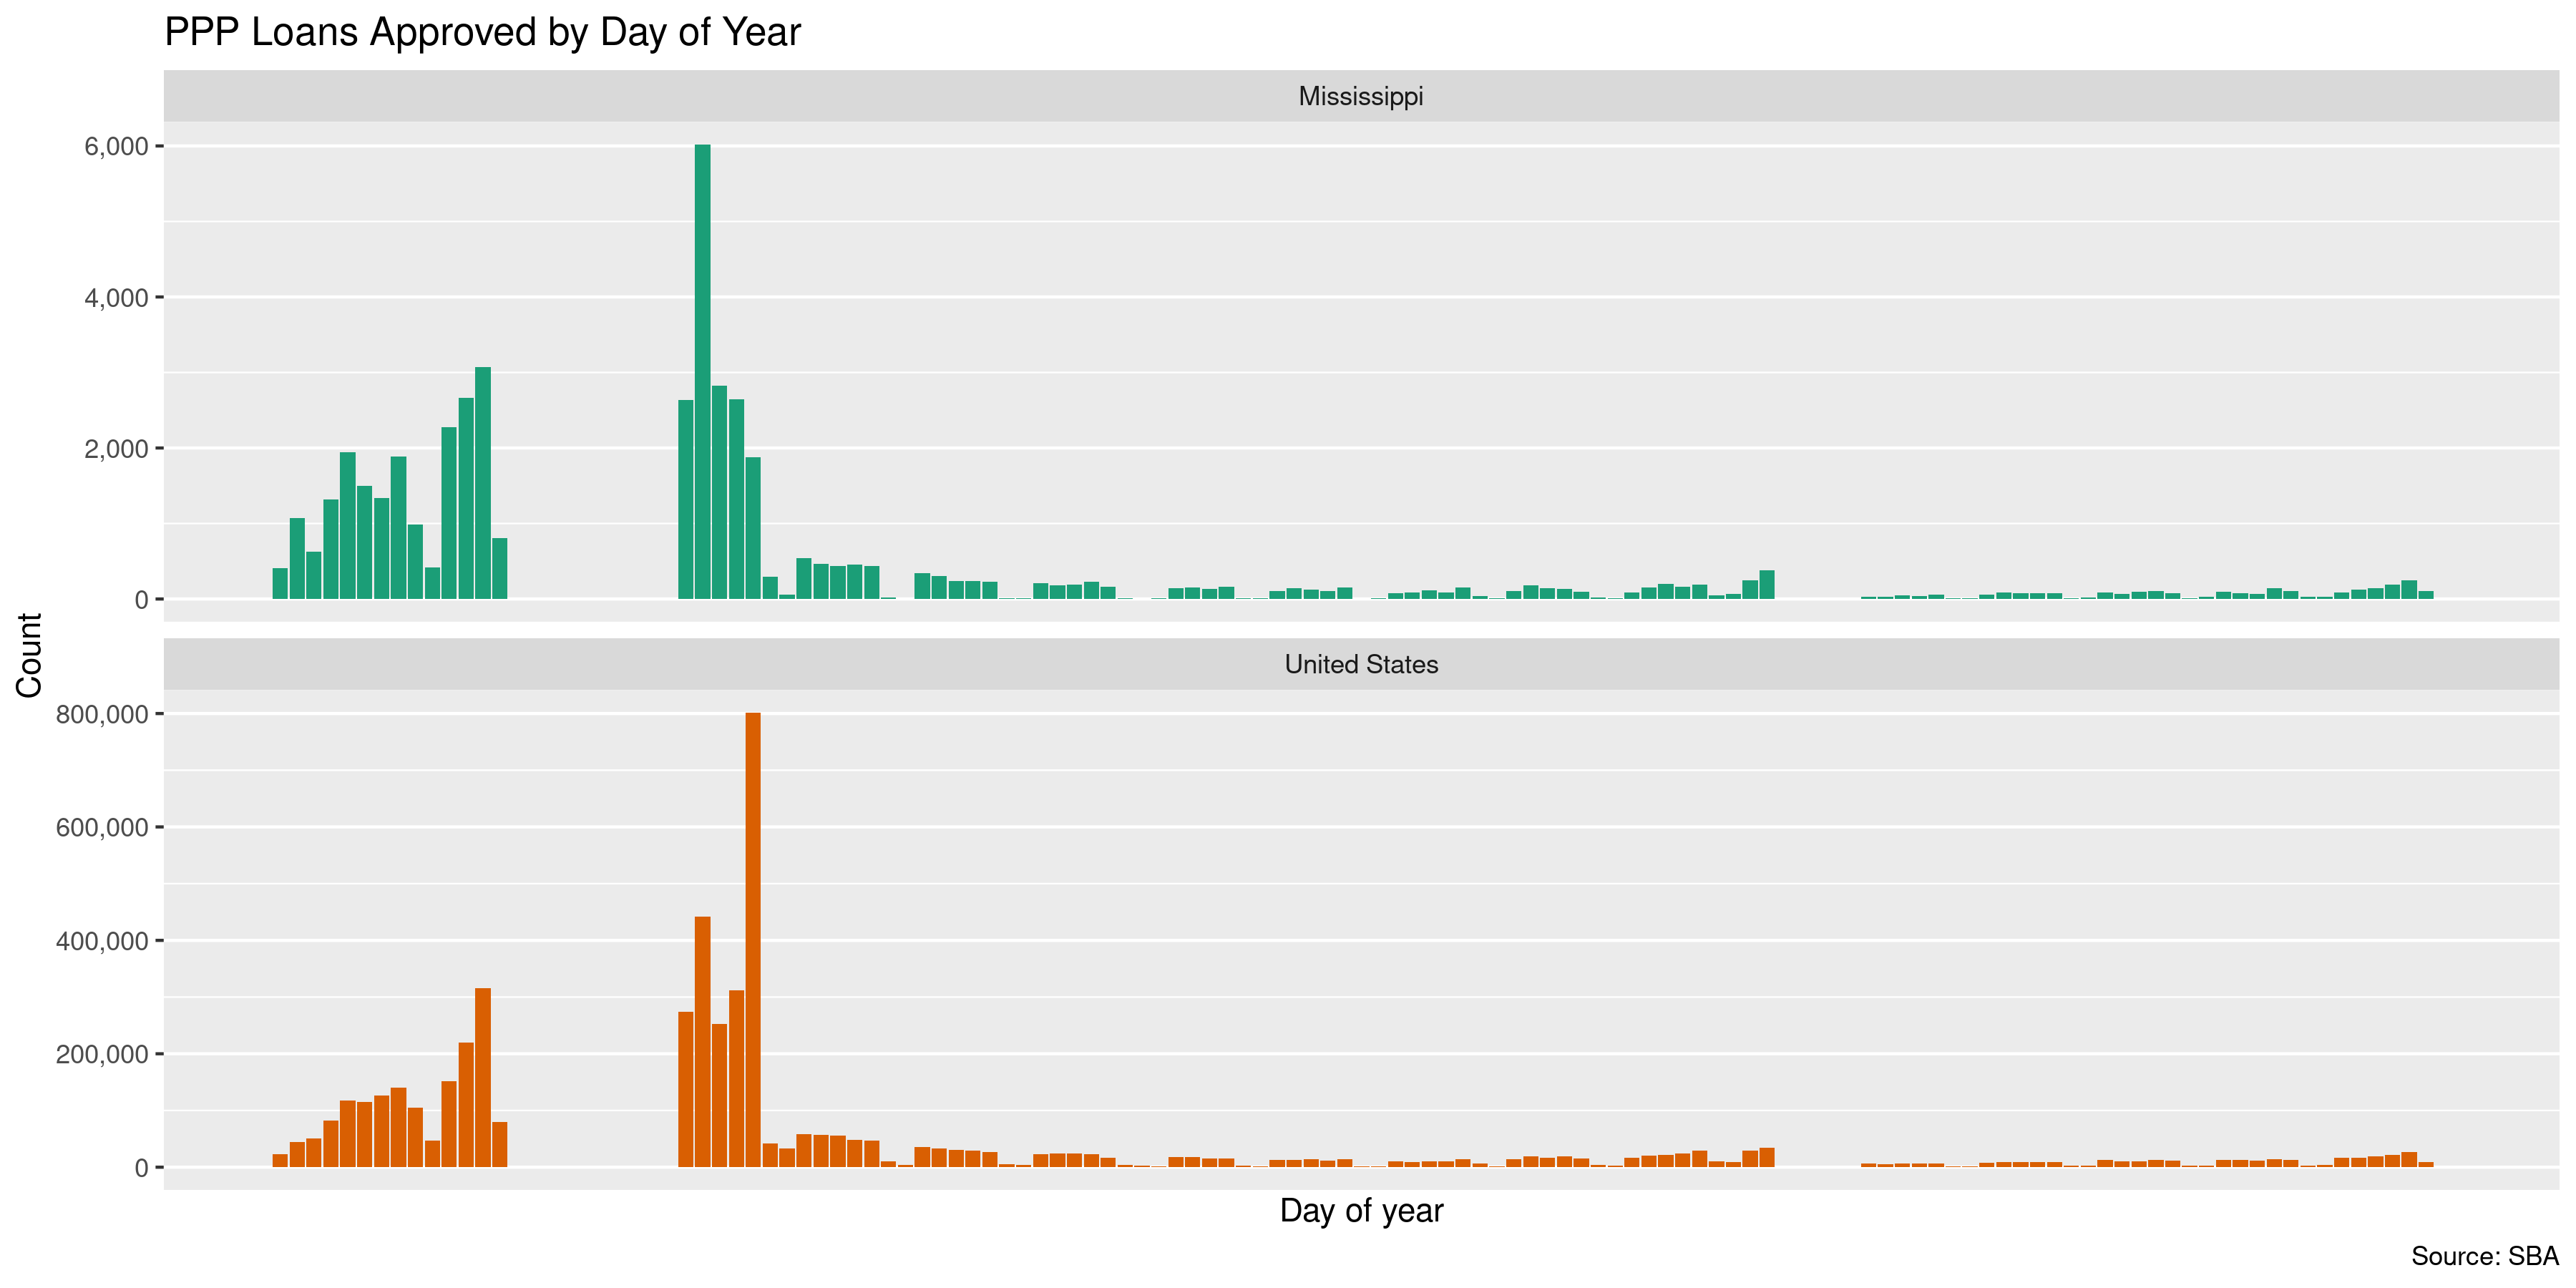 PPP Loans Approved by Day of Year
Mississippi
6,000
4,000
2,000
0
Count
United States
800,000
600,000
400,000
200,000
0
Day of year
Source: SBA